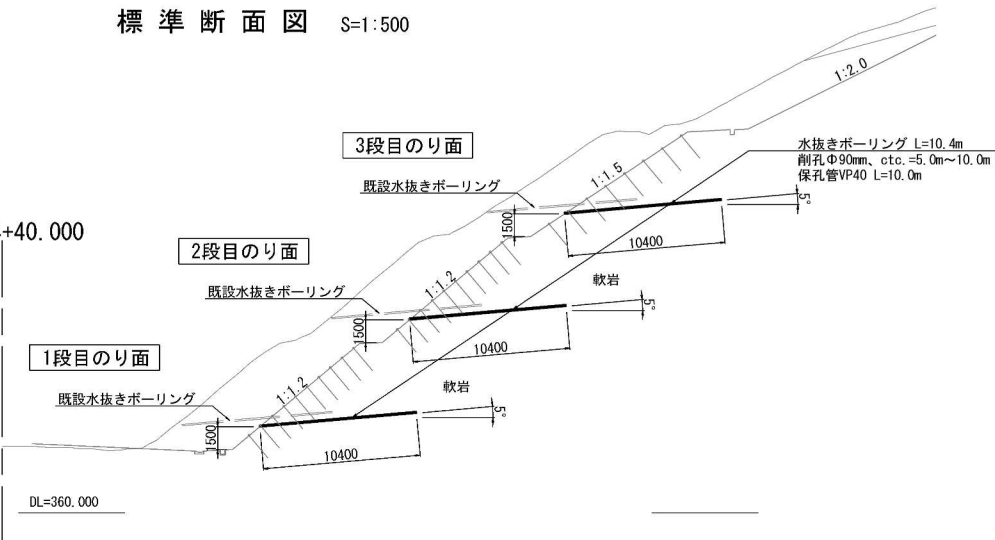 標準断面図 S=1:500
1:2.0
3段目のり面
水抜きボーリング L=10.4m
削孔Φ90mm、ctc.=5.0m～10.0m
保孔管VP40 L=10.0m
1:1.5
既設水抜きボーリング
5°
1500
+40.000
10400
2段目のり面
1:1.2
軟岩
既設水抜きボーリング
5°
1500
10400
1段目のり面
1:1.2
軟岩
既設水抜きボーリング
5°
1500
10400
DL=360.000